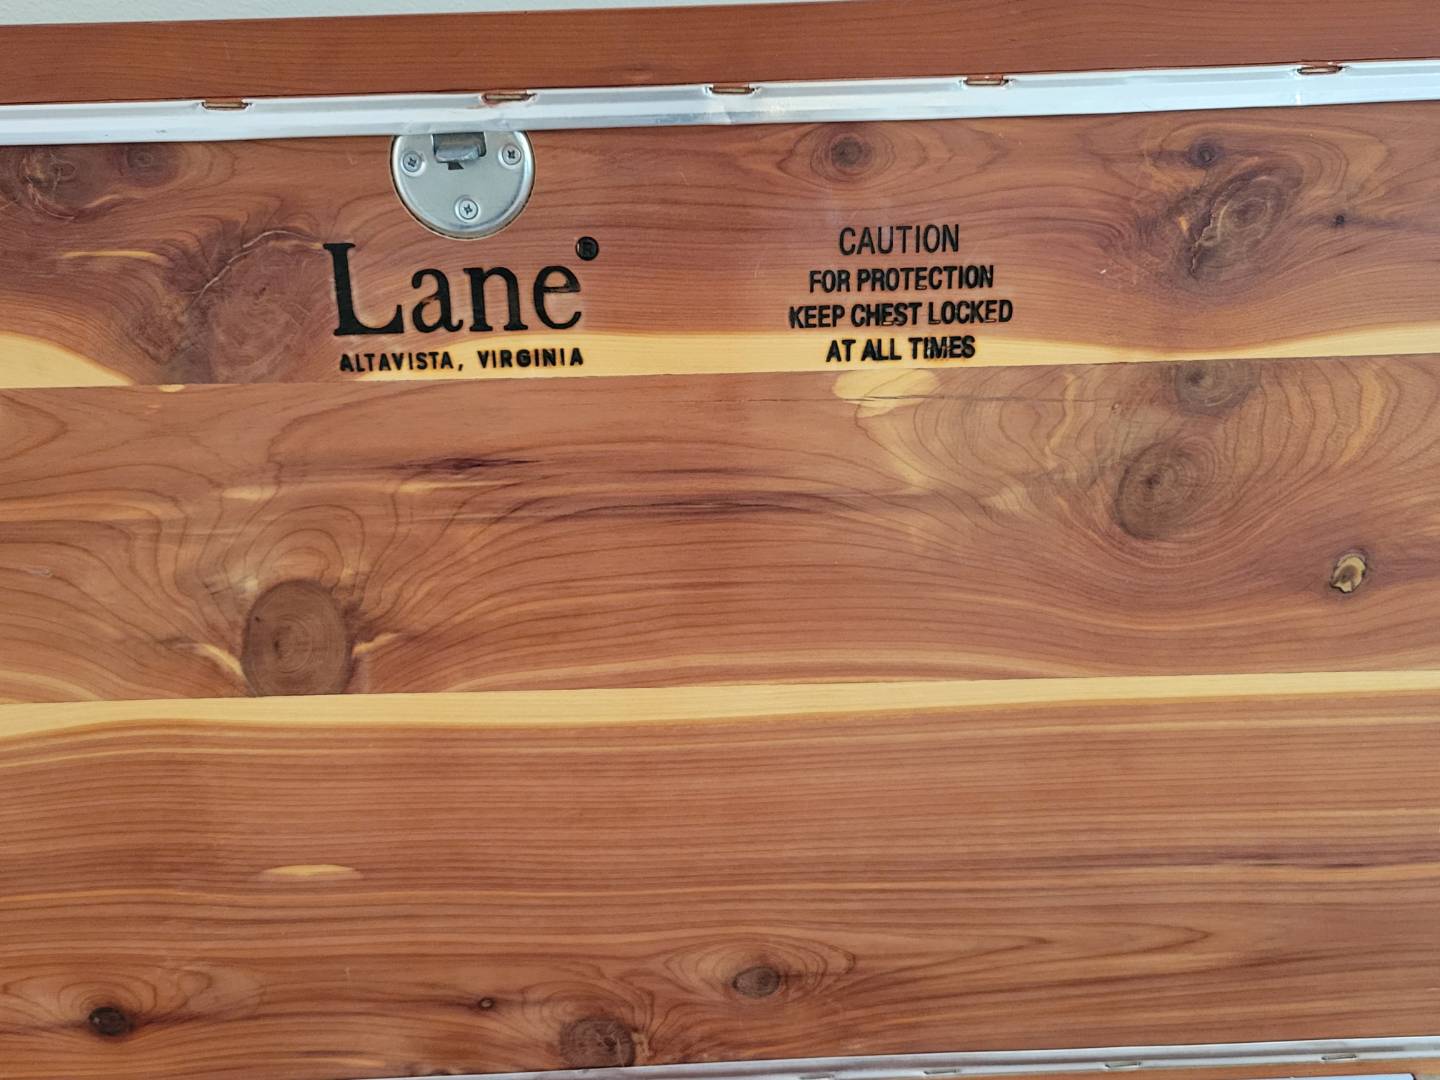 Lane®
ALTAVISTA, VIRGINIA
CAUTION
FOR PROTECTION
KEEP CHEST LOCKED
AT ALL TIMES